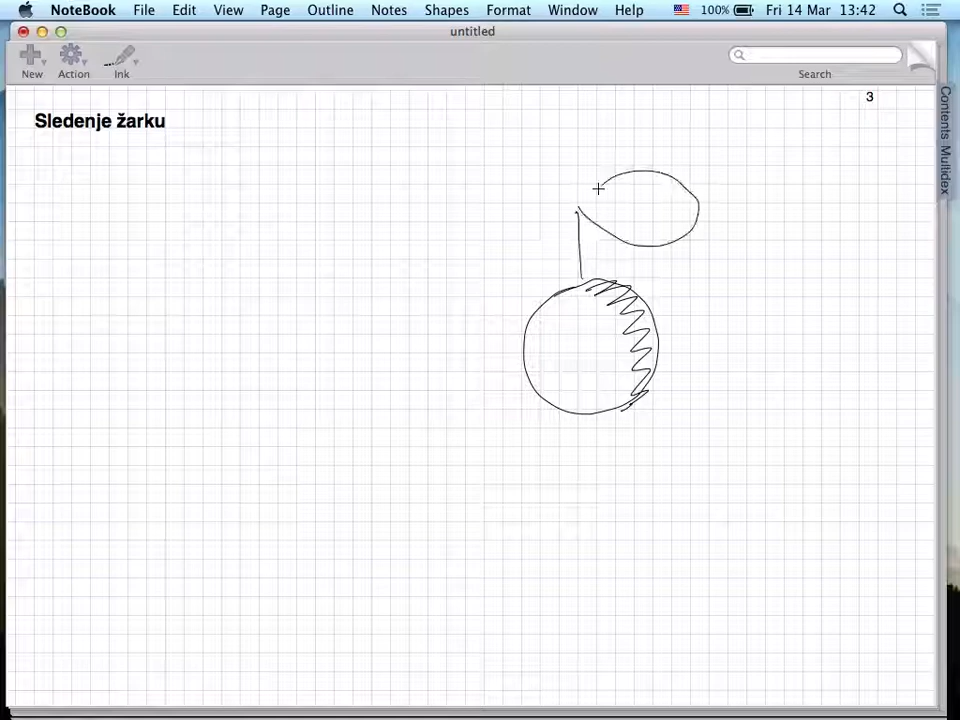 NoteBook File Edit View Page Outline Notes Shapes Format Window Help 100% Fri 14 Mar 13:42
untitled
New Action Ink Search
3
Sledenje žarku
Contents
Multidex